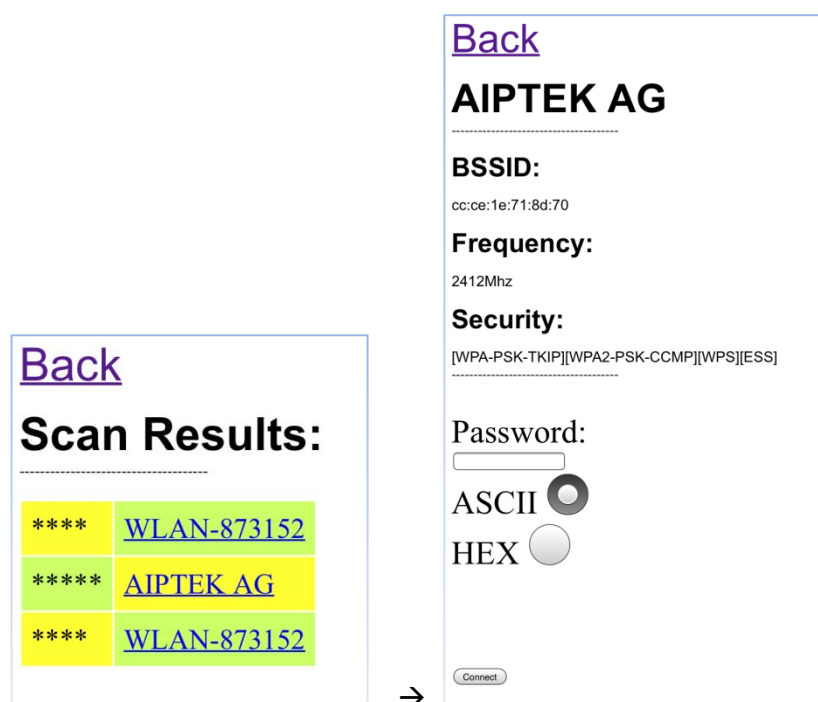 Back
Scan Results:
-------------------------------------
**** WLAN-873152
***** AIPTEK AG
**** WLAN-873152
→
Back
AIPTEK AG
-------------------------------------
BSSID:
cc:ce:1e:71:8d:70
Frequency:
2412Mhz
Security:
[WPA-PSK-TKIP][WPA2-PSK-CCMP][WPS][ESS]
-------------------------------------
Password:
ASCII
HEX
Connect